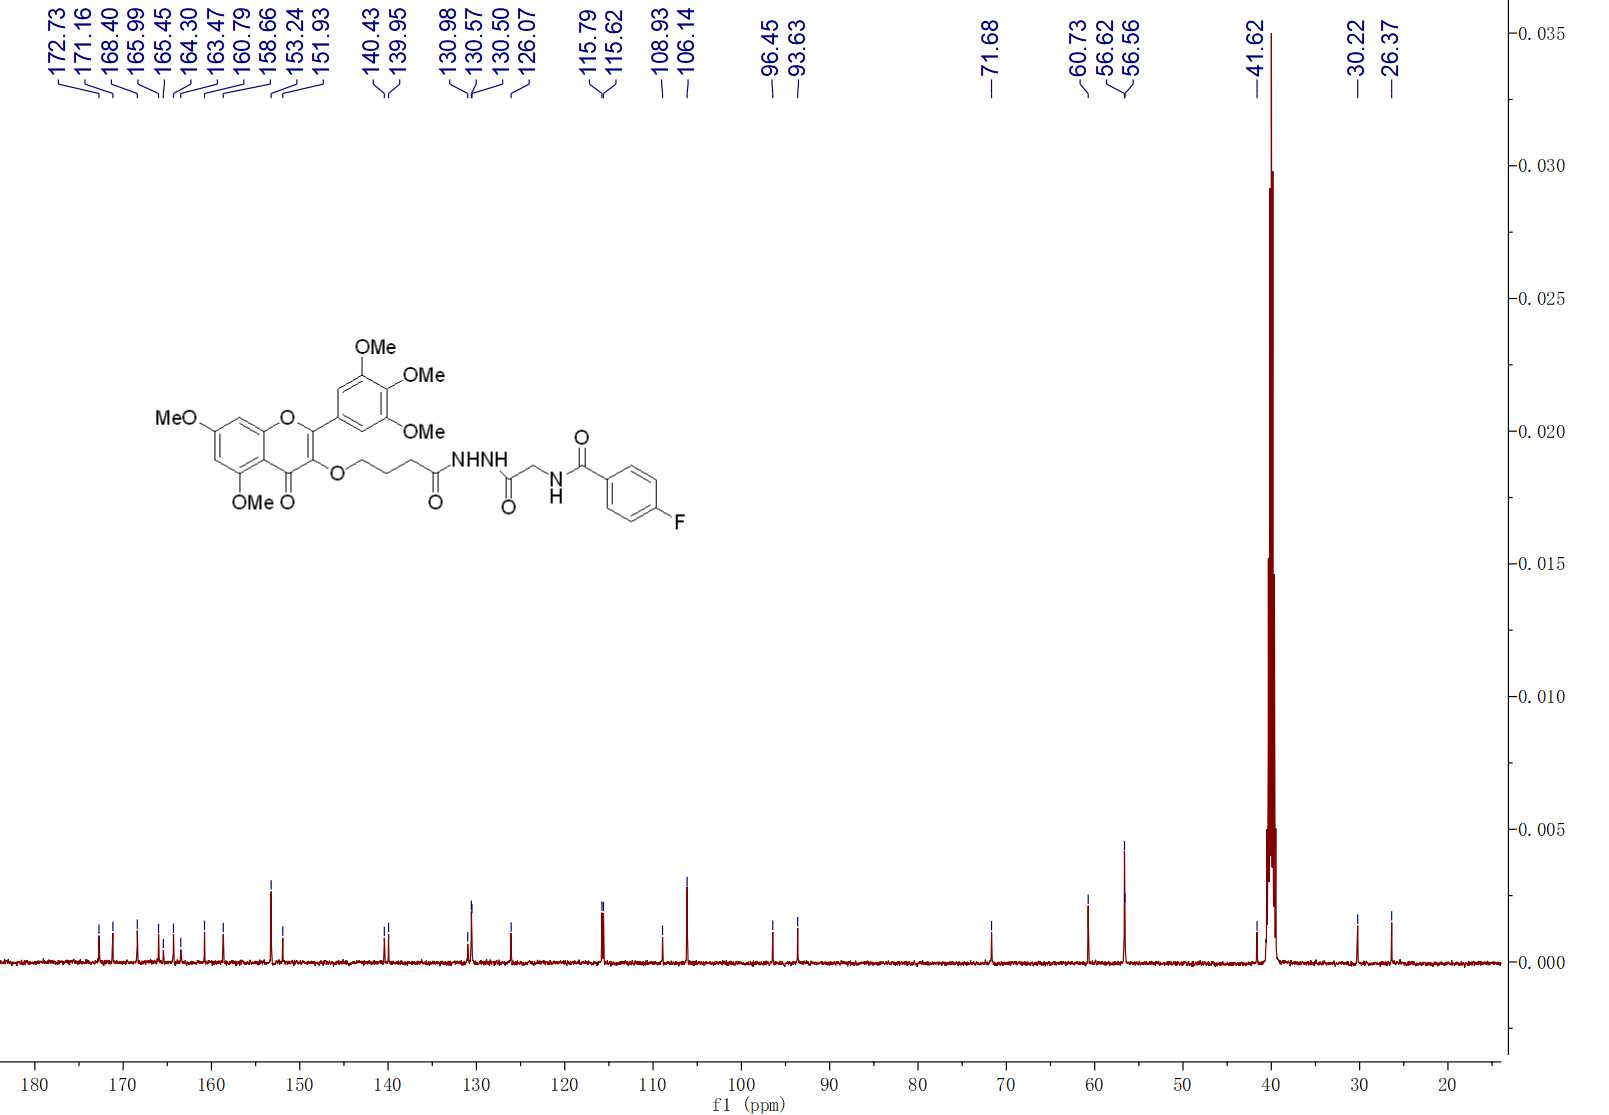 172.73
171.16
168.40
165.99
165.45
164.30
163.47
160.79
158.66
153.24
151.93
140.43
139.95
130.98
130.57
130.50
126.07
115.79
115.62
108.93
106.14
96.45
93.63
71.68
60.73
56.62
56.56
41.62
30.22
26.37
0.035
0.030
0.025
0.020
0.015
0.010
0.005
0.000
OMe
OMe
MeO
O
OMe
O
NHNH
O
O
N
H
OMe
O
O
O
F
180 170 160 150 140 130 120 110 100 90 80 70 60 50 40 30 20
f1 (ppm)